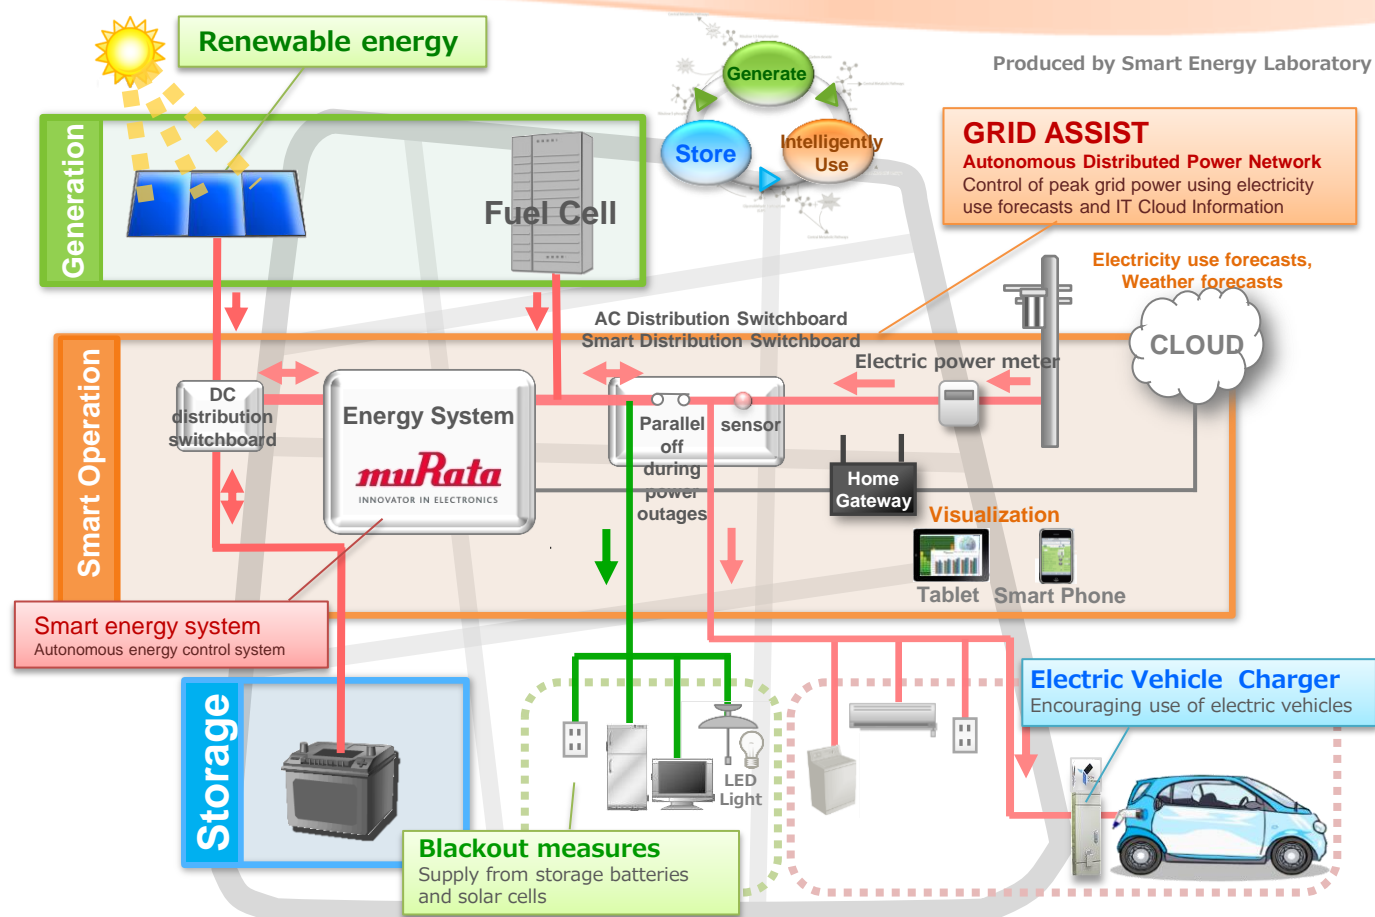 Renewable energy
Generate
Store
Intelligently
Use
Produced by Smart Energy Laboratory
GRID ASSIST
Autonomous Distributed Power Network
Control of peak grid power using electricity
use forecasts and IT Cloud Information
Generation
Fuel Cell
Electricity use forecasts,
Weather forecasts
CLOUD
AC Distribution Switchboard
Smart Distribution Switchboard
Electric power meter
Smart Operation
DC
distribution
switchboard
Energy System
muRata
INNOVATOR IN ELECTRONICS
Parallel
off
during
power
outages
sensor
Home
Gateway
Visualization
Tablet
Smart Phone
Smart energy system
Autonomous energy control system
Storage
LED
Light
Electric Vehicle Charger
Encouraging use of electric vehicles
Blackout measures
Supply from storage batteries
and solar cells